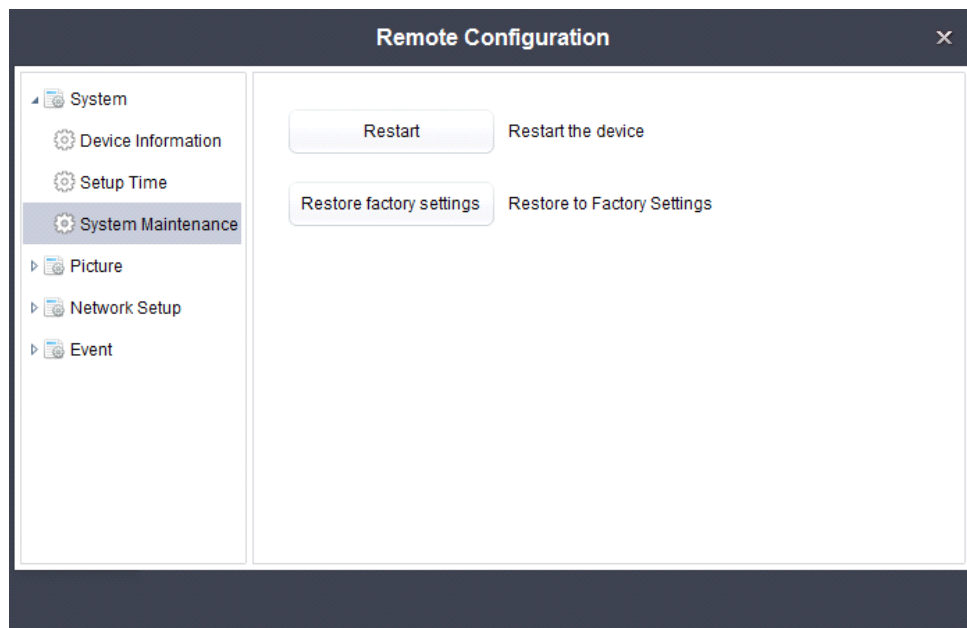 Remote Configuration
System
Device Information
Setup Time
System Maintenance
Picture
Network Setup
Event
Restart Restart the device
Restore factory settings Restore to Factory Settings